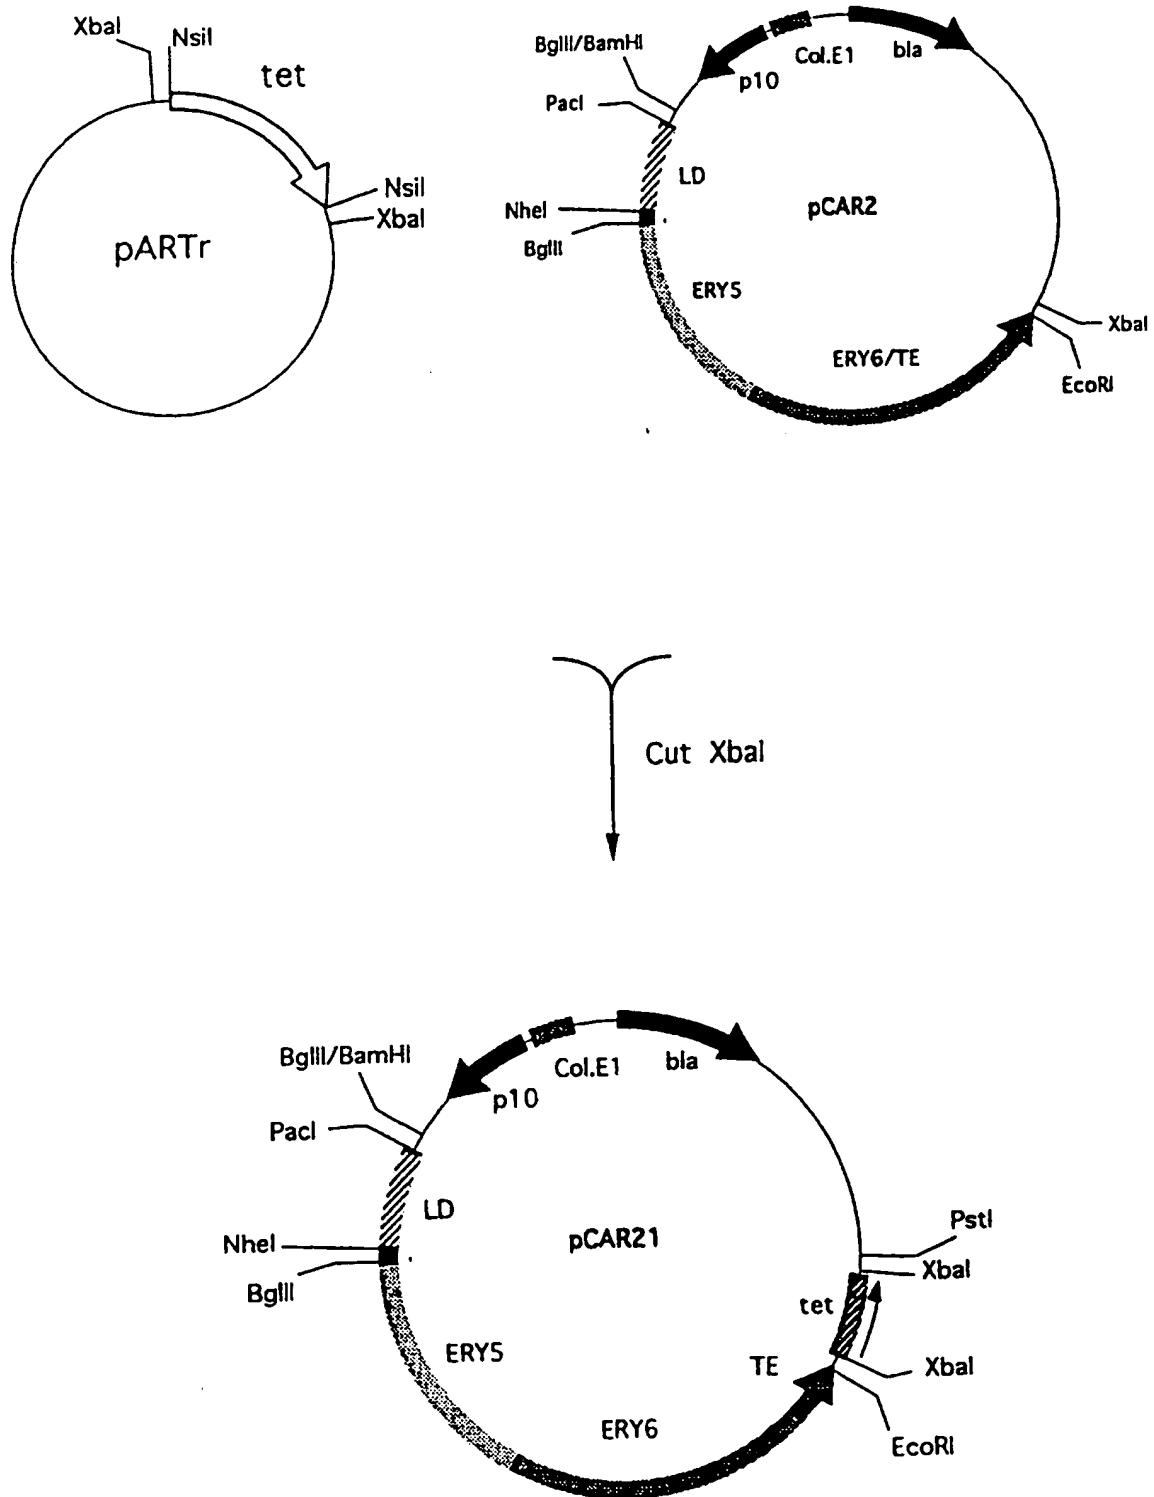 XbaI
NsiI
tet
NsiI
XbaI
pARTr
BglII/BamHI
p10
Col.E1
bla
PacI
LD
pCAR2
NheI
BglII
ERY5
ERY6/TE
XbaI
EcoRI
Cut XbaI
BglII/BamHI
p10
Col.E1
bla
PacI
LD
pCAR21
NheI
BglII
PstI
XbaI
tet
ERY5
TE
XbaI
ERY6
EcoRI